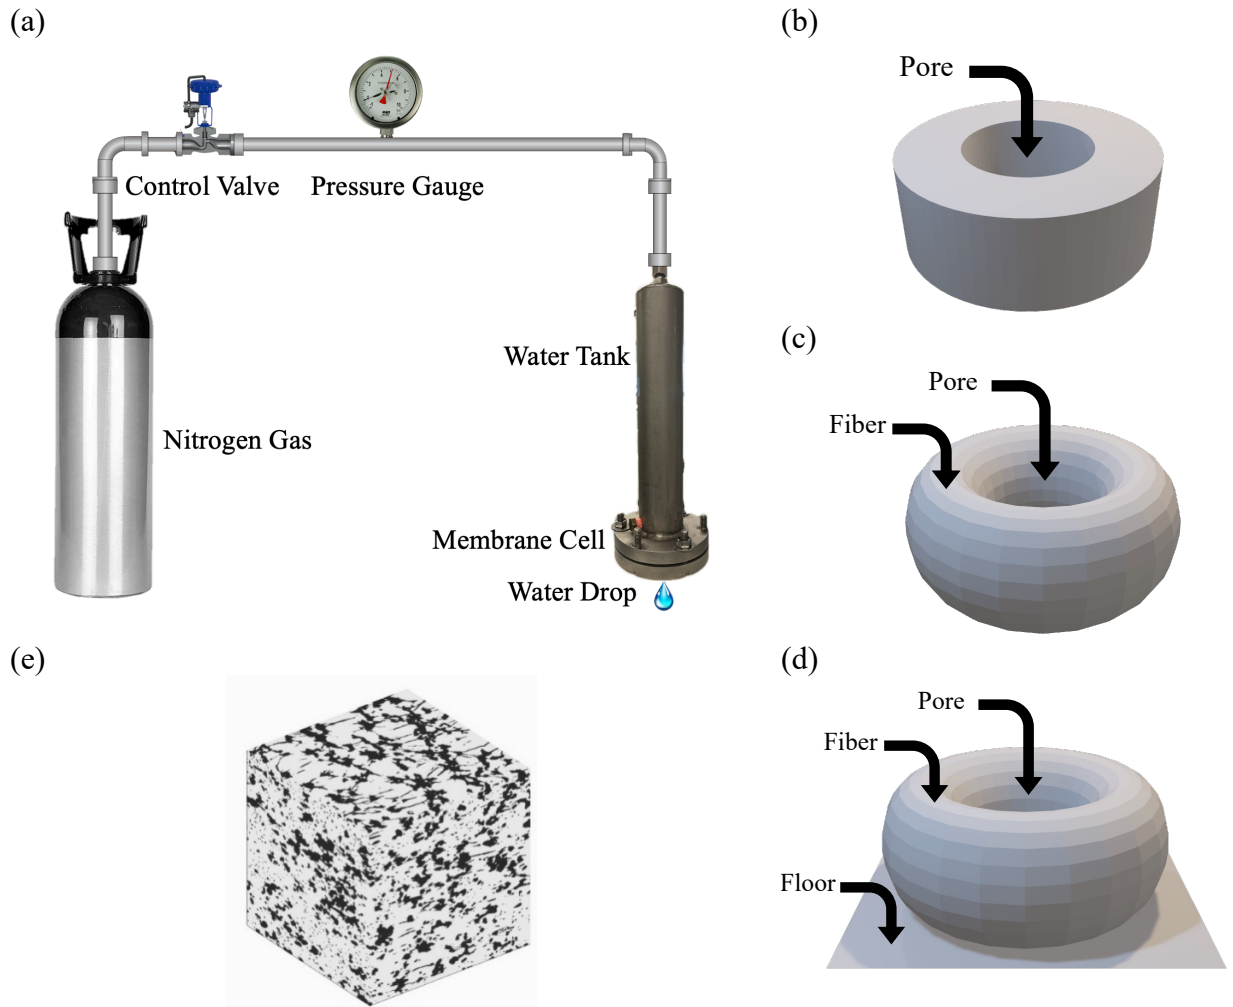 (a)
Control Valve
Pressure Gauge
Nitrogen Gas
Water Tank
Membrane Cell
Water Drop
(b)
Pore
(c)
Pore
Fiber
(d)
Pore
Fiber
Floor
(e)